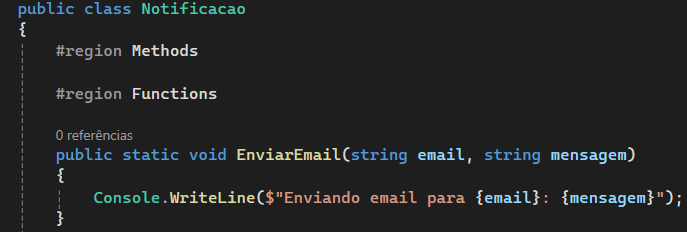 public class Notificacao
{
#region Methods
#region Functions
0 referências
public static void EnviarEmail(string email, string mensagem)
{
Console.WriteLine($"Enviando email para {email}: {mensagem}");
}